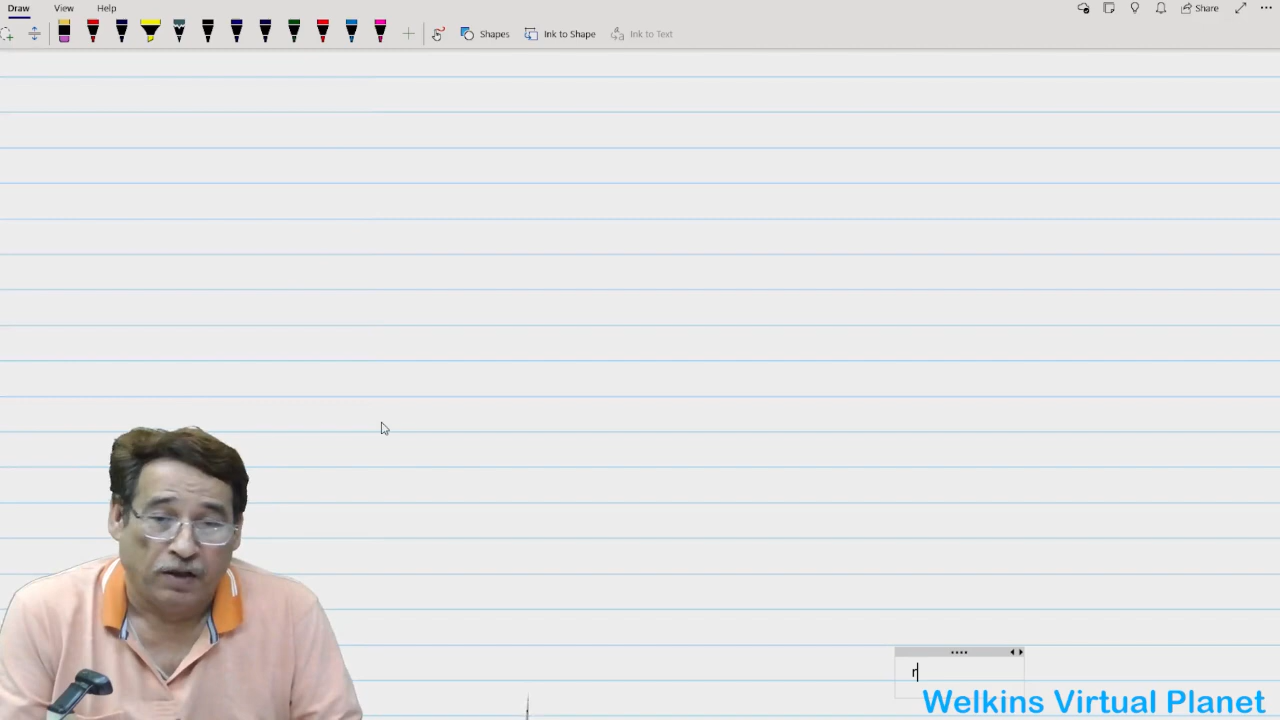 Draw View Help Share
Shapes Ink to Shape Ink to Text
r
Welkins Virtual Planet